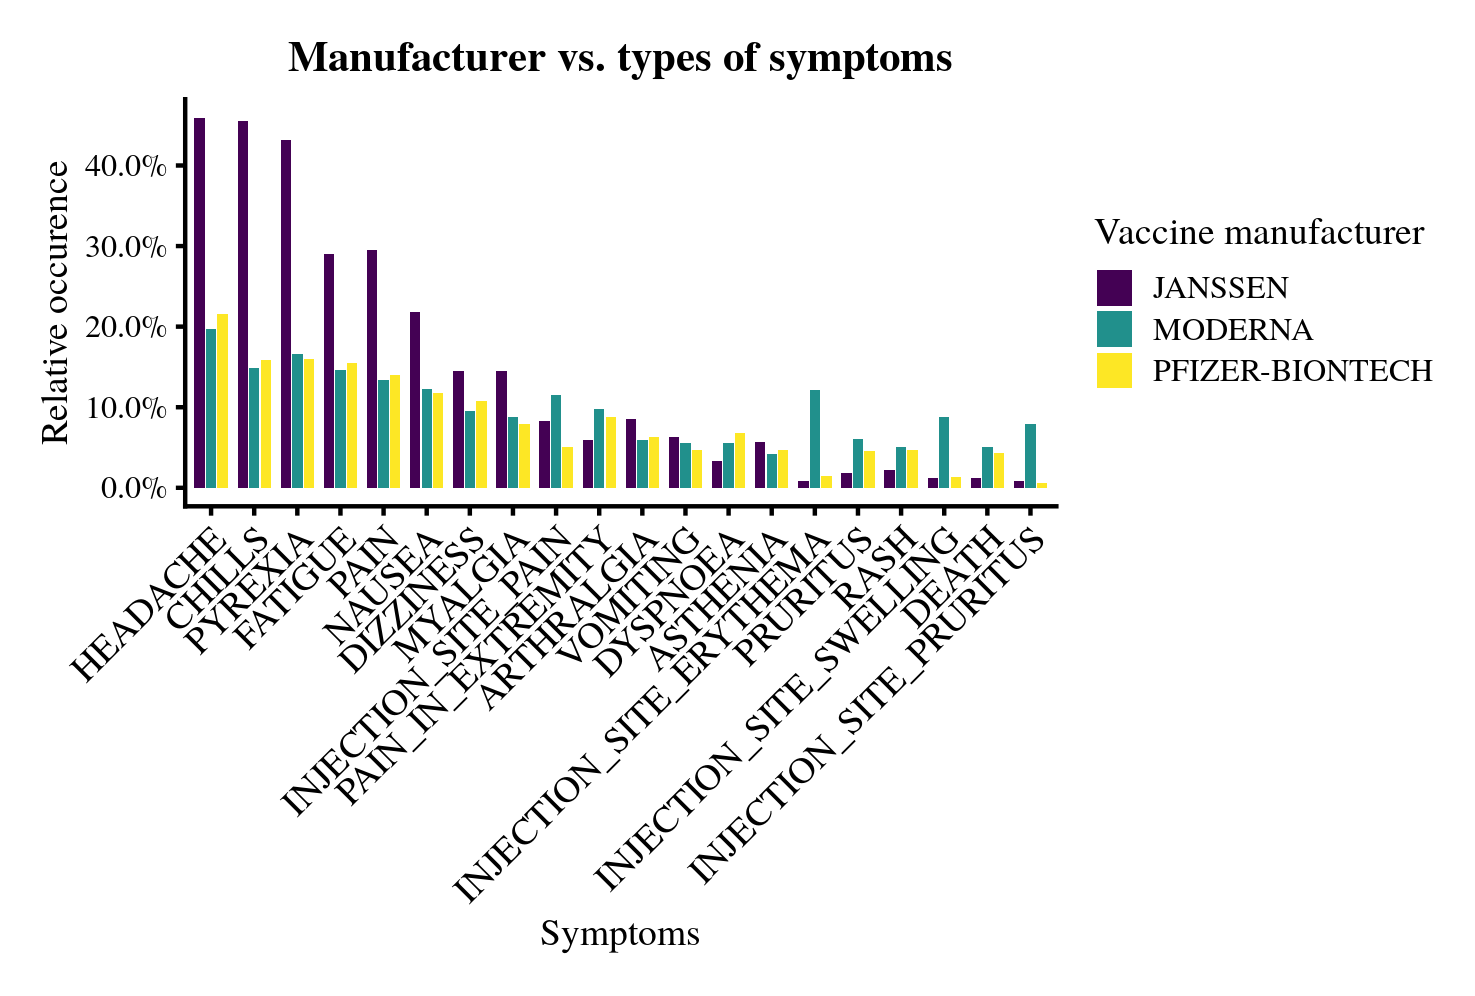 Manufacturer vs. types of symptoms
Relative occurence
40.0%
30.0%
20.0%
10.0%
0.0%
HEADACHE
CHILLS
PYREXIA
FATIGUE
PAIN
NAUSEA
DIZZINESS
MYALGIA
INJECTION_SITE_PAIN
PAIN_IN_EXTREMITY
ARTHRALGIA
VOMITING
DYSPNOEA
ASTHENIA
INJECTION_SITE_ERYTHEMA
PRURITUS
RASH
INJECTION_SITE_SWELLING
DEATH
INJECTION_SITE_PRURITUS
Symptoms
Vaccine manufacturer
JANSSEN
MODERNA
PFIZER-BIONTECH